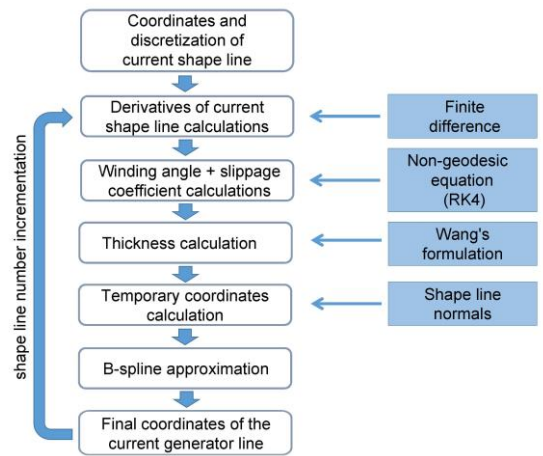 Coordinates and
discretization of
current shape line
Derivatives of current
shape line calculations
Finite
difference
Winding angle + slippage
coefficient calculations
Non-geodesic
equation
(RK4)
Thickness calculation
Wang's
formulation
Temporary coordinates
calculation
Shape line
normals
B-spline approximation
Final coordinates of the
current generator line
shape line number incrementation